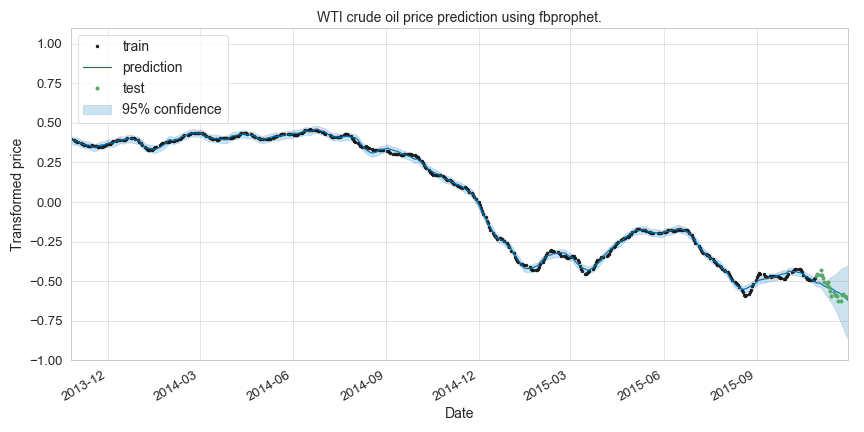 WTI crude oil price prediction using fbprophet.
train
prediction
test
95% confidence
Transformed price
1.00
0.75
0.50
0.25
0.00
−0.25
−0.50
−0.75
−1.00
2013-12
2014-03
2014-06
2014-09
2014-12
2015-03
2015-06
2015-09
Date